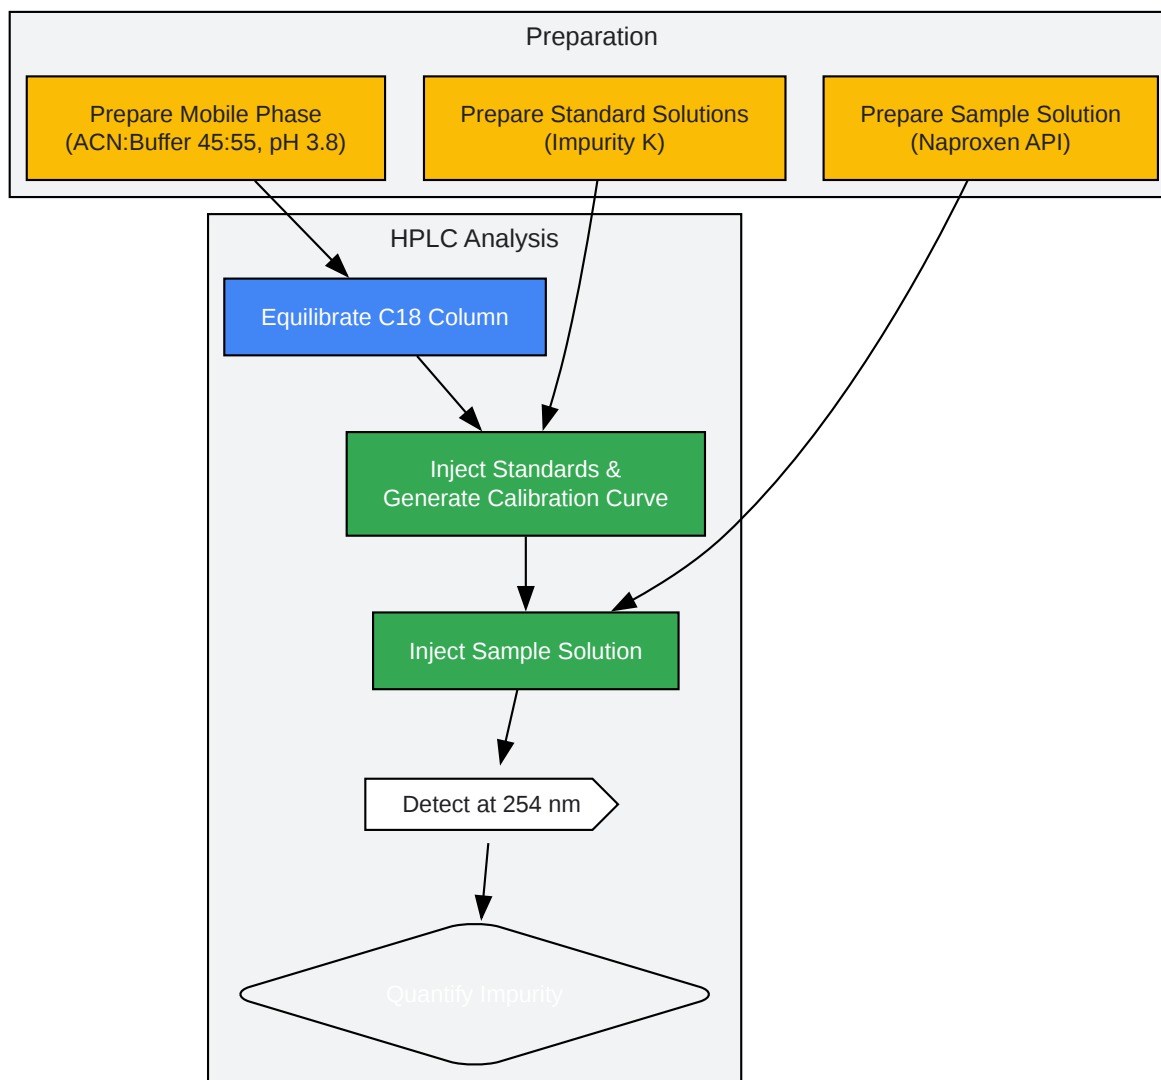 Preparation
Prepare Mobile Phase
(ACN:Buffer 45:55, pH 3.8)
Prepare Standard Solutions
(Impurity K)
Prepare Sample Solution
(Naproxen API)
HPLC Analysis
Equilibrate C18 Column
Inject Standards &
Generate Calibration Curve
Inject Sample Solution
Detect at 254 nm
Quantify Impurity